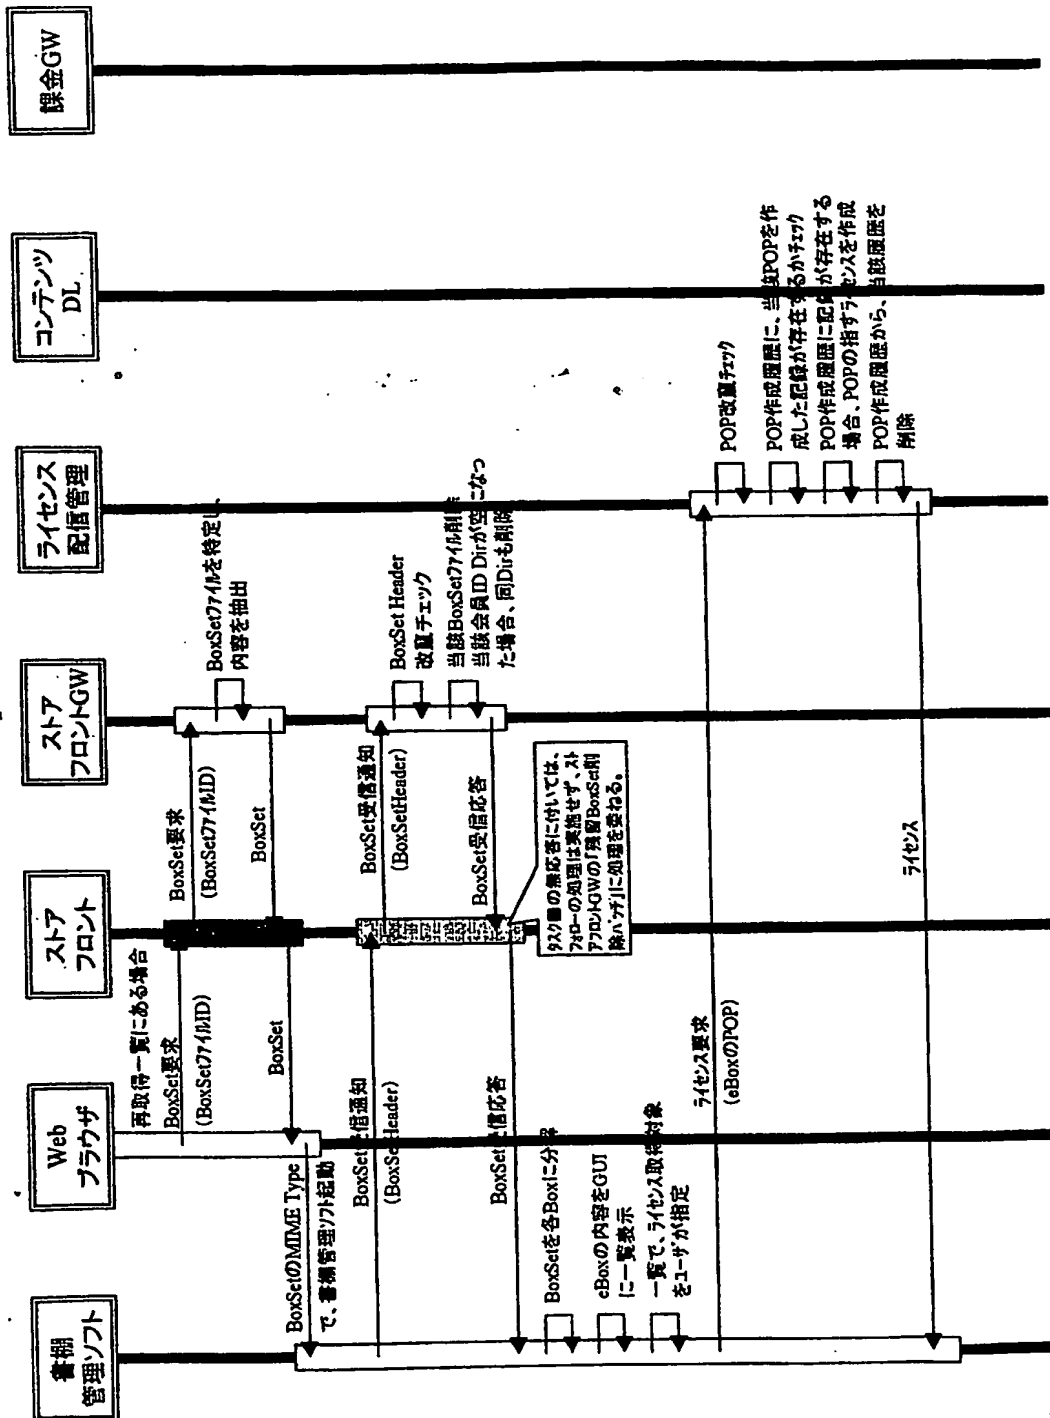 書棚
管理ソフト
Web
ブラウザ
ストア
フロント
ストア
フロントGW
ライセンス
配信管理
コンテンツ
DL
課金GW
再取得一覧にある場合
BoxSet要求
(BoxSetファイルID)
BoxSet要求
(BoxSetファイルID)
BoxSetファイルを特定し、
内容を抽出
BoxSet
BoxSet
BoxSetのMIME Type
で、書棚管理ソフト起動
BoxSet受信通知
(BoxSetHeader)
BoxSet受信通知
(BoxSetHeader)
BoxSet Header
改竄チェック
当該BoxSetファイル削除
当該会員ID Dirが空になっ
た場合、同Dirも削除
BoxSet受信応答
BoxSet受信応答
タスク層の無応答に付いては、
フォローの処理は実施せず、スト
アフロントGWの「残留BoxSet削
除バッチ」に処理を委ねる。
BoxSetを各Boxに分解
eBoxの内容をGUI
に一覧表示
一覧で、ライセンス取得対象
をユーザが指定
ライセンス要求
(eBoxのPOP)
POP改竄チェック
POP作成履歴に、当該POPを作
成した記録が存在するかチェック
POP作成履歴に記録が存在する
場合、POPの指すライセンスを作成
POP作成履歴から、当該履歴を
削除
ライセンス